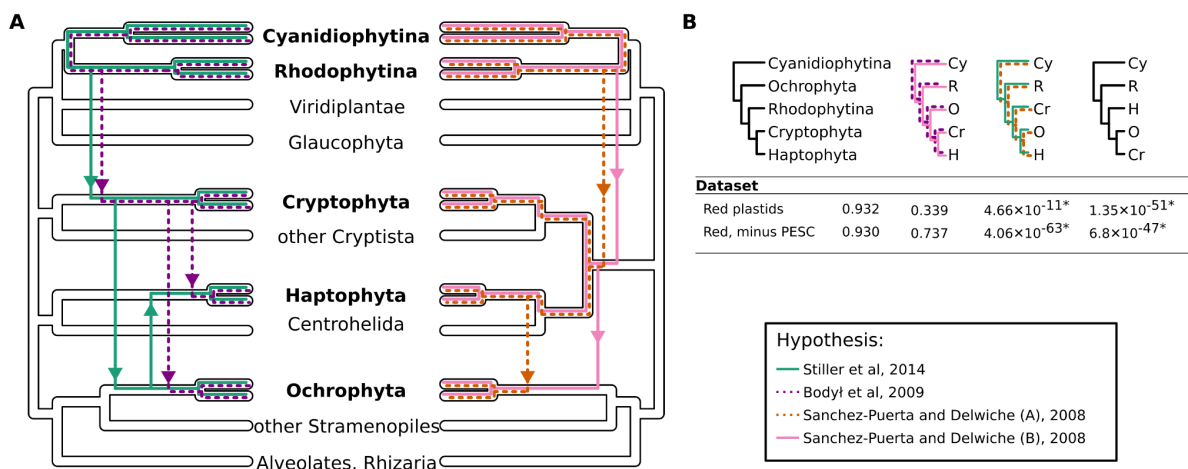 A
Cyanidiophytina
Rhodophytina
Viridiplantae
Glaucophyta
Cryptophyta
other Cryptista
Haptophyta
Centrohelida
Ochrophyta
other Stramenopiles
Alveolates, Rhizaria
B
Cyanidiophytina
Ochrophyta
Rhodophytina
Cryptophyta
Haptophyta
Cy
R
O
Cr
H
Cy
R
Cr
O
H
Cy
R
H
O
Cr
Dataset
Red plastids 0.932 0.339 4.66×10^-11* 1.35×10^-51*
Red, minus PESC 0.930 0.737 4.06×10^-63* 6.8×10^-47*
Hypothesis:
Stiller et al, 2014
Bodył et al, 2009
Sanchez-Puerta and Delwiche (A), 2008
Sanchez-Puerta and Delwiche (B), 2008